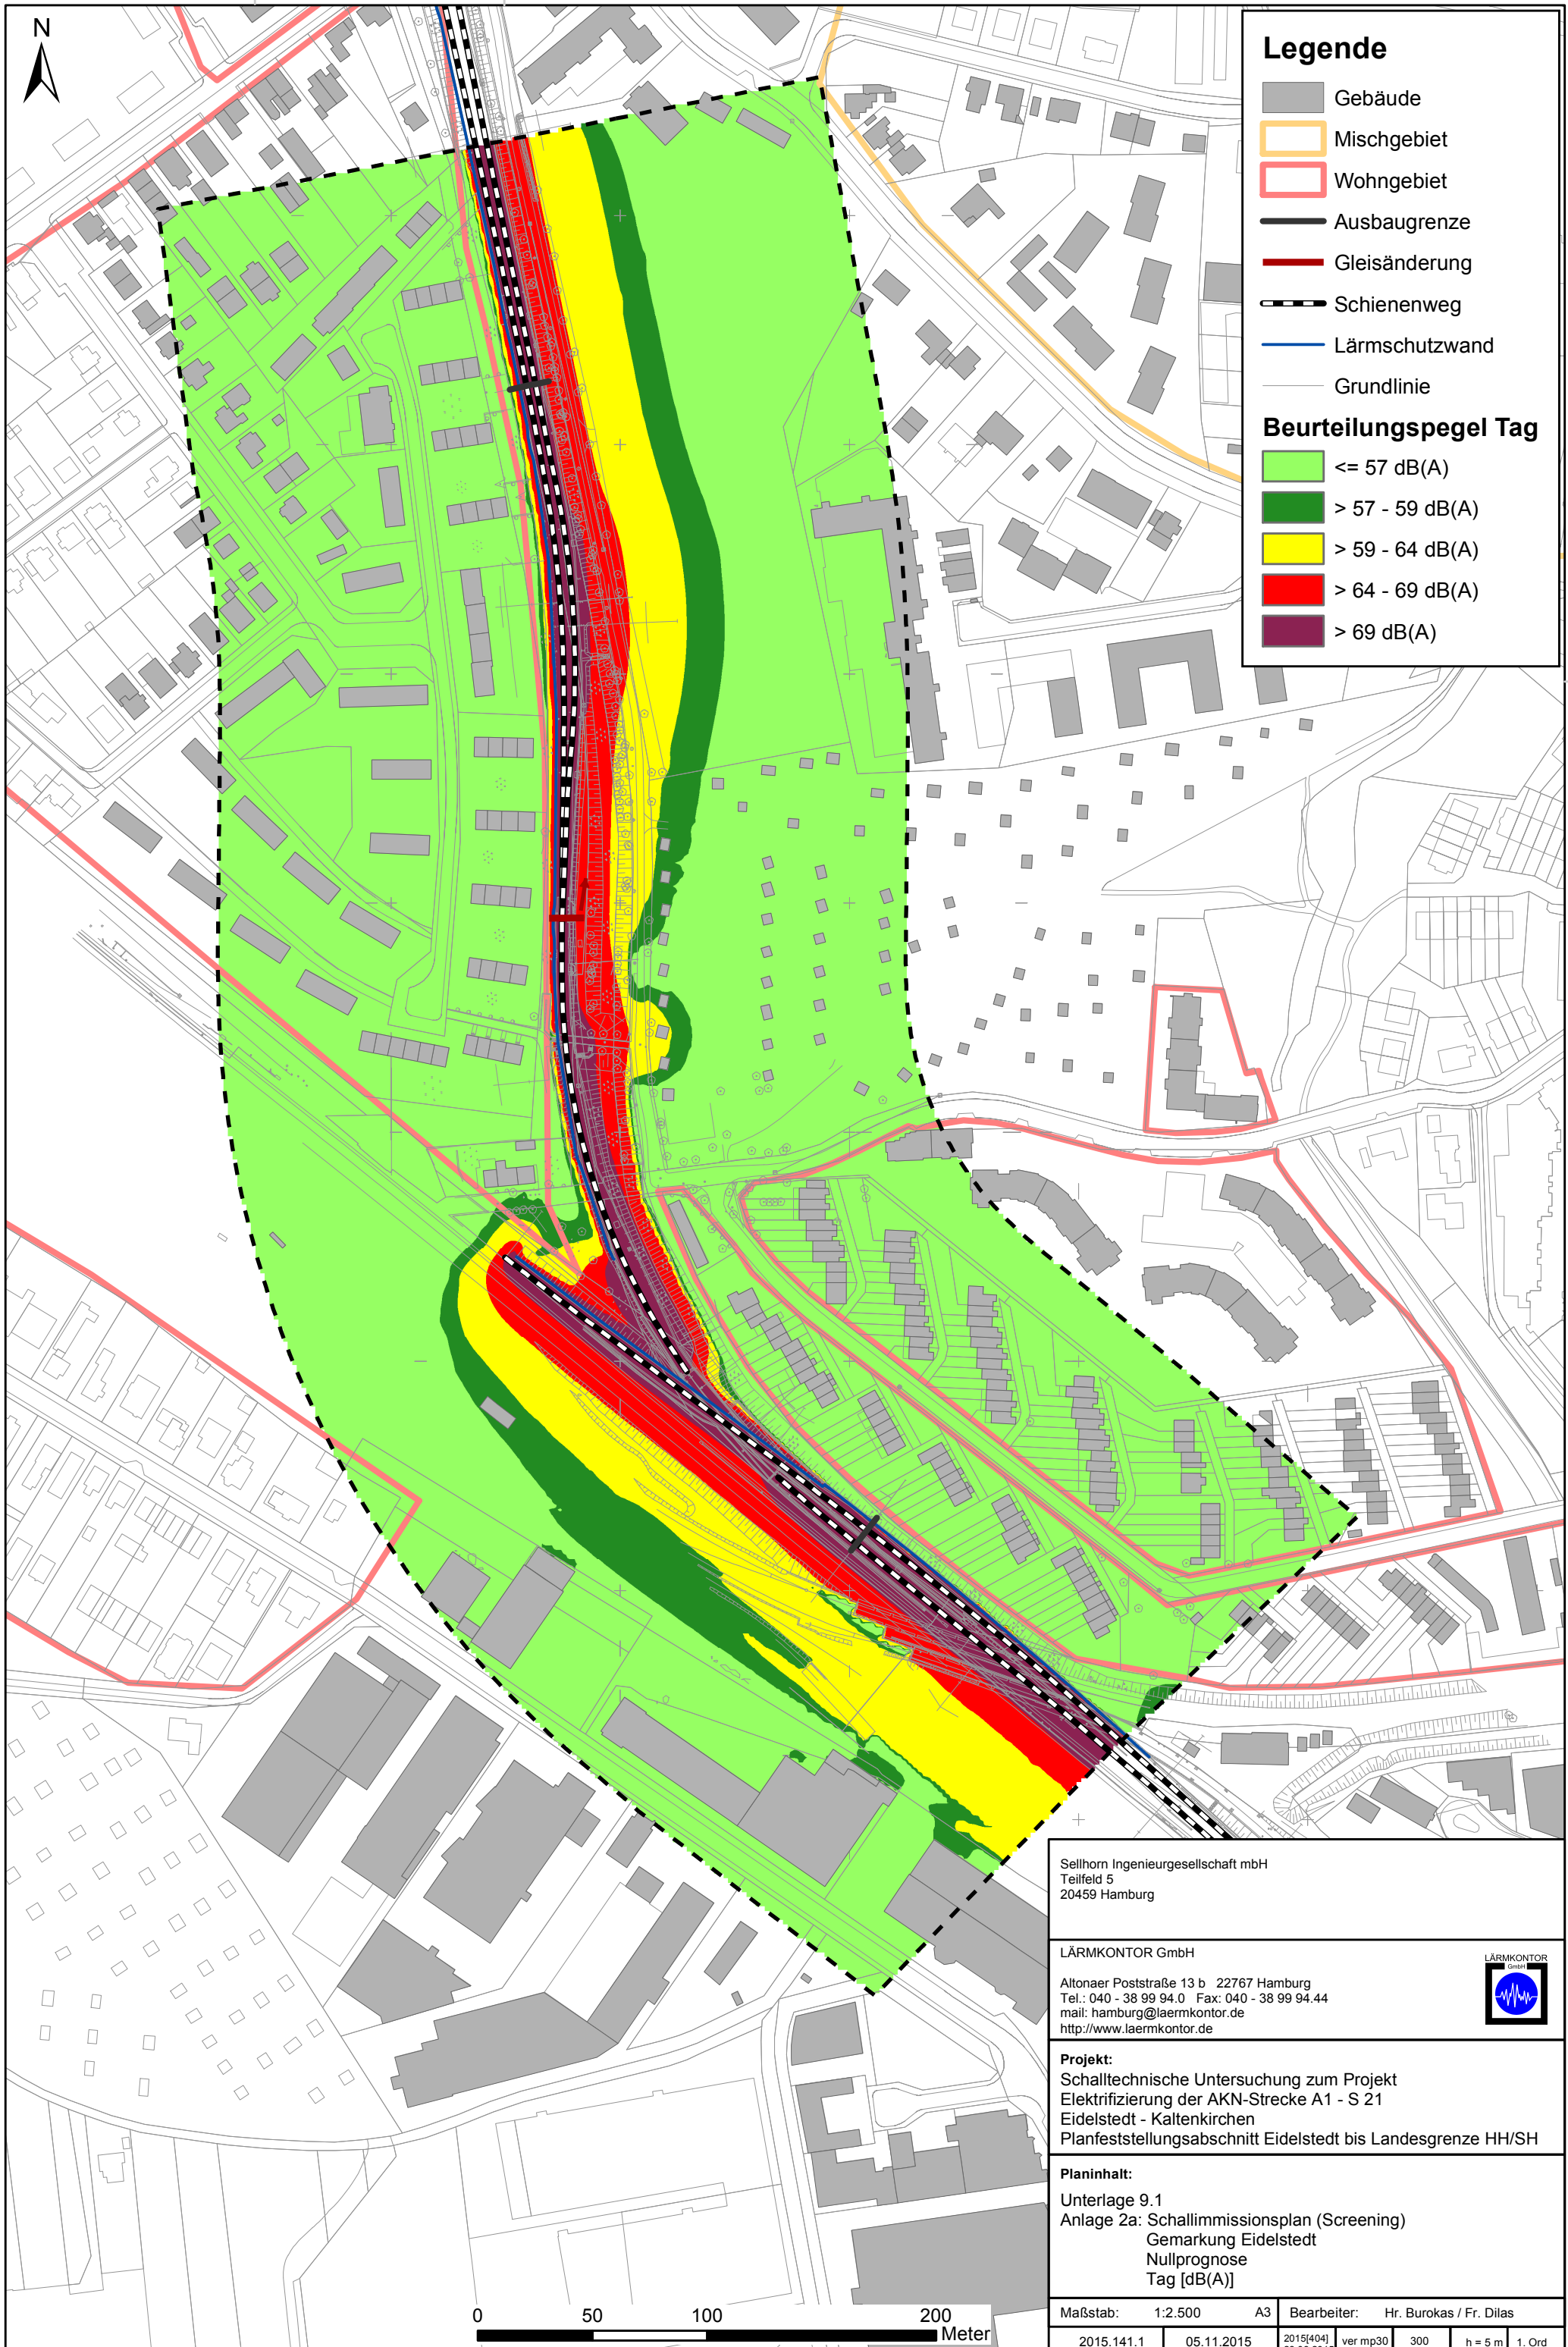 N
Legende
Gebäude
Mischgebiet
Wohngebiet
Ausbaugrenze
Gleisänderung
Schienenweg
Lärmschutzwand
Grundlinie
Beurteilungspegel Tag
<= 57 dB(A)
> 57 - 59 dB(A)
> 59 - 64 dB(A)
> 64 - 69 dB(A)
> 69 dB(A)
Sellhorn Ingenieurgesellschaft mbH
Teilfeld 5
20459 Hamburg
LÄRMKONTOR GmbH
Altonaer Poststraße 13 b 22767 Hamburg
Tel.: 040 - 38 99 94.0 Fax: 040 - 38 99 94.44
mail: hamburg@laermkontor.de
http://www.laermkontor.de
LÄRMKONTOR
GmbH
Projekt:
Schalltechnische Untersuchung zum Projekt
Elektrifizierung der AKN-Strecke A1 - S 21
Eidelstedt - Kaltenkirchen
Planfeststellungsabschnitt Eidelstedt bis Landesgrenze HH/SH
Planinhalt:
Unterlage 9.1
Anlage 2a: Schallimmissionsplan (Screening)
Gemarkung Eidelstedt
Nullprognose
Tag [dB(A)]
Maßstab: 1:2.500 A3 Bearbeiter: Hr. Burokas / Fr. Dilas
2015.141.1 05.11.2015 2015[404] ver mp30 300 h = 5 m 1. Ord
0 50 100 200
Meter